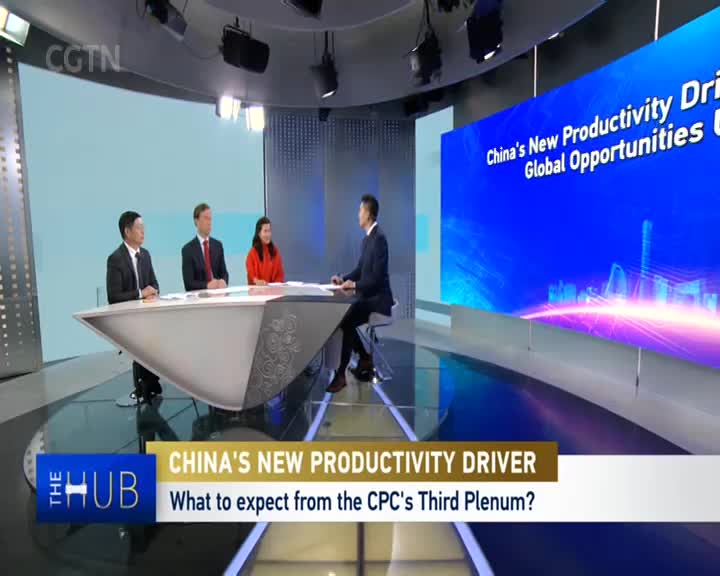 CGTN
China's New Productivity Dri
Global Opportunities
CHINA'S NEW PRODUCTIVITY DRIVER
THE HUB
What to expect from the CPC's Third Plenum?